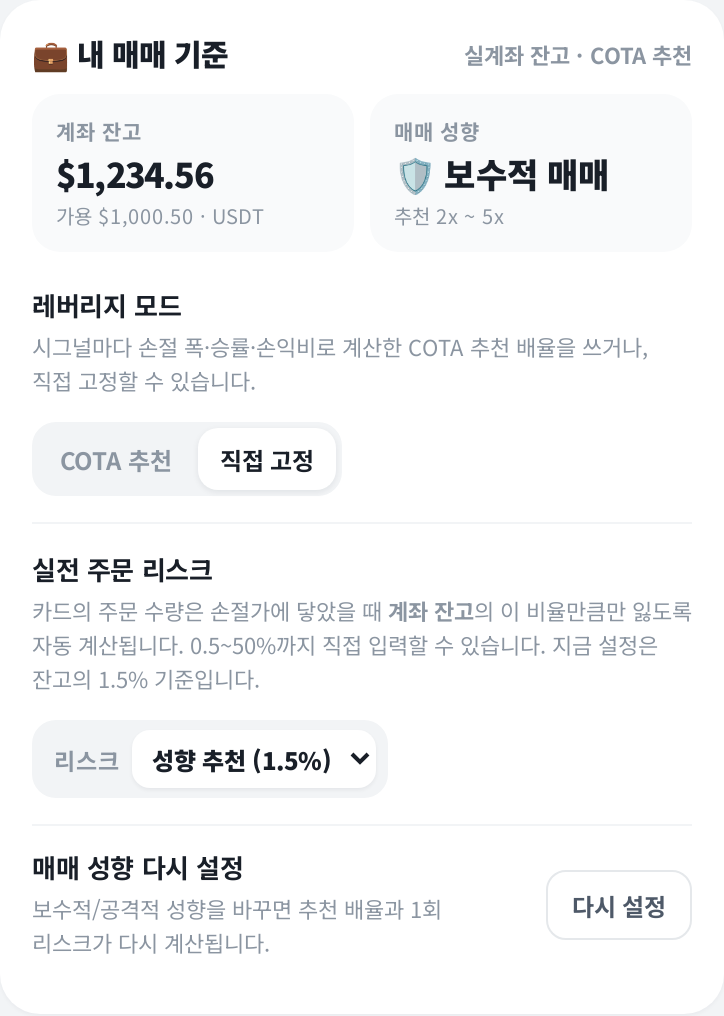 내 매매 기준
실계좌 잔고 · COTA 추천
계좌 잔고
$1,234.56
가용 $1,000.50 · USDT
매매 성향
보수적 매매
추천 2x ~ 5x
레버리지 모드
시그널마다 손절 폭·승률·손익비로 계산한 COTA 추천 배율을 쓰거나,
직접 고정할 수 있습니다.
COTA 추천
직접 고정
실전 주문 리스크
카드의 주문 수량은 손절가에 닿았을 때 계좌 잔고의 이 비율만큼만 잃도록
자동 계산됩니다. 0.5~50%까지 직접 입력할 수 있습니다. 지금 설정은
잔고의 1.5% 기준입니다.
리스크
성향 추천 (1.5%)
매매 성향 다시 설정
보수적/공격적 성향을 바꾸면 추천 배율과 1회
리스크가 다시 계산됩니다.
다시 설정